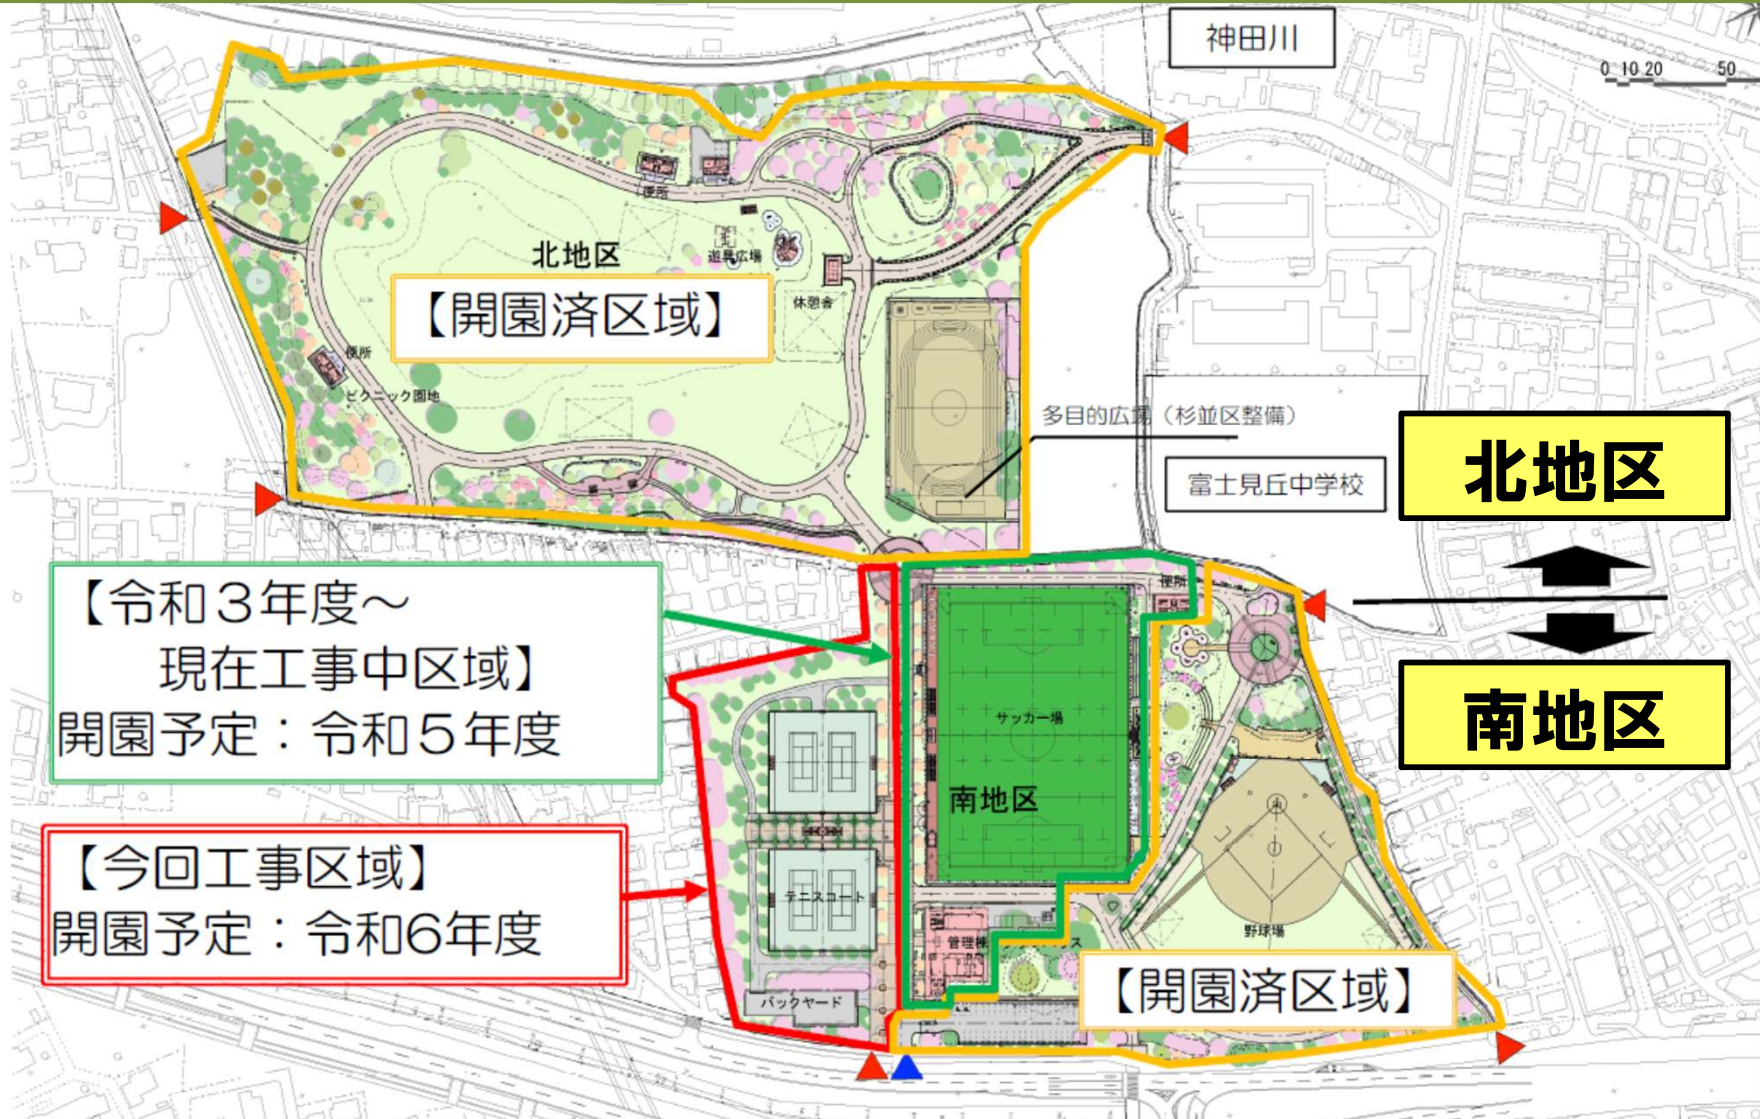 神田川
0 10 20 50
便所
北地区
遊具広場
【開園済区域】
休憩舎
便所
ピクニック園地
多目的広場（杉並区整備）
北地区
富士見丘中学校
【令和３年度～
現在工事中区域】
開園予定：令和５年度
便所
サッカー場
南地区
南地区
【今回工事区域】
開園予定：令和6年度
テニスコート
野球場
管理棟
ハウス
【開園済区域】
バックヤード